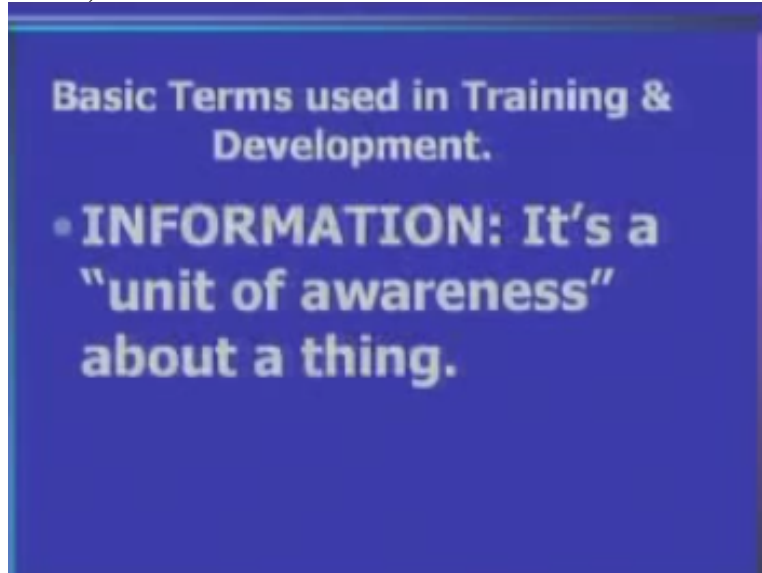 Basic Terms used in Training &
Development.
• INFORMATION: It's a
"unit of awareness"
about a thing.